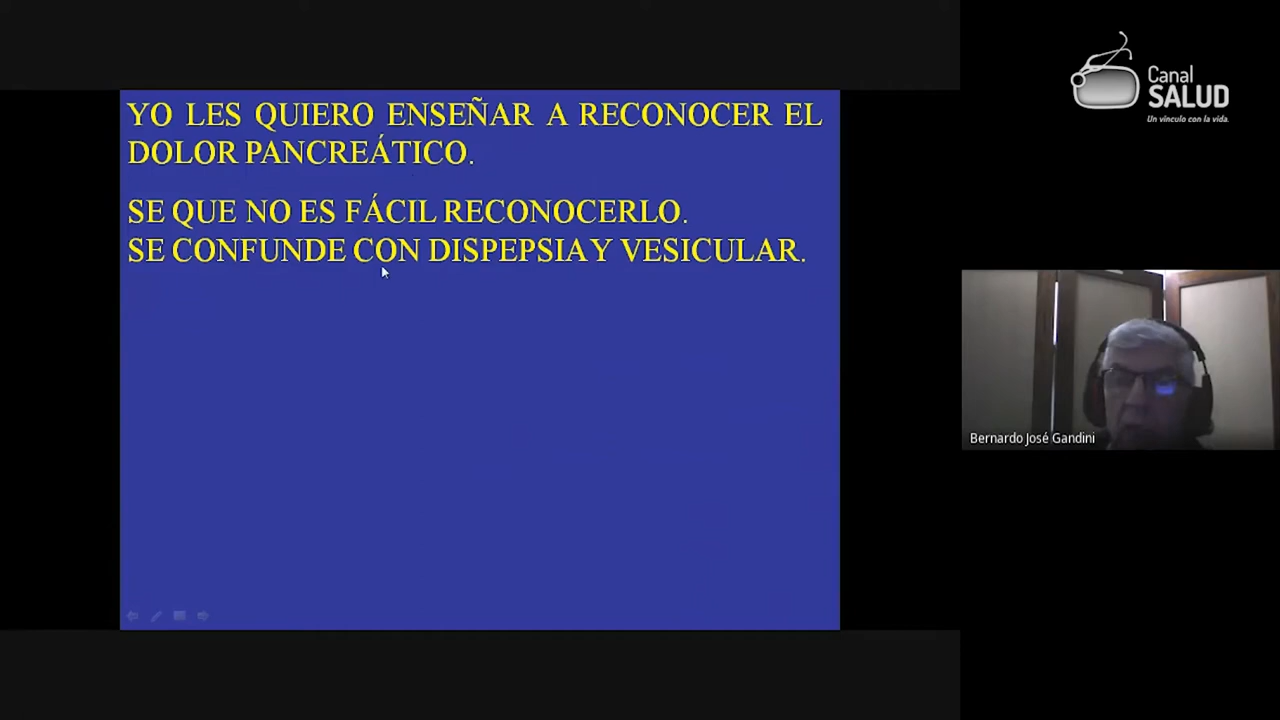 YO LES QUIERO ENSEÑAR A RECONOCER EL
DOLOR PANCREÁTICO.
SE QUE NO ES FÁCIL RECONOCERLO.
SE CONFUNDE CON DISPEPSIA Y VESICULAR.
Canal
SALUD
Un vínculo con la vida.
Bernardo José Gandini